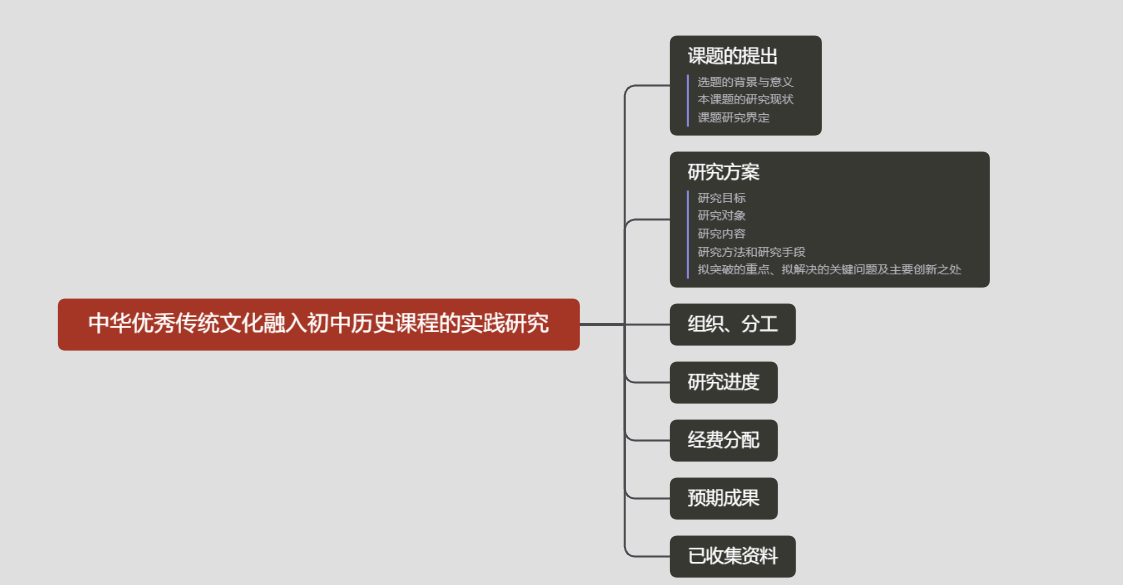 课题的提出
选题的背景与意义
本课题的研究现状
课题研究界定
研究方案
研究目标
研究对象
研究内容
研究方法和研究手段
拟突破的重点、拟解决的关键问题及主要创新之处
中华优秀传统文化融入初中历史课程的实践研究
组织、分工
研究进度
经费分配
预期成果
已收集资料